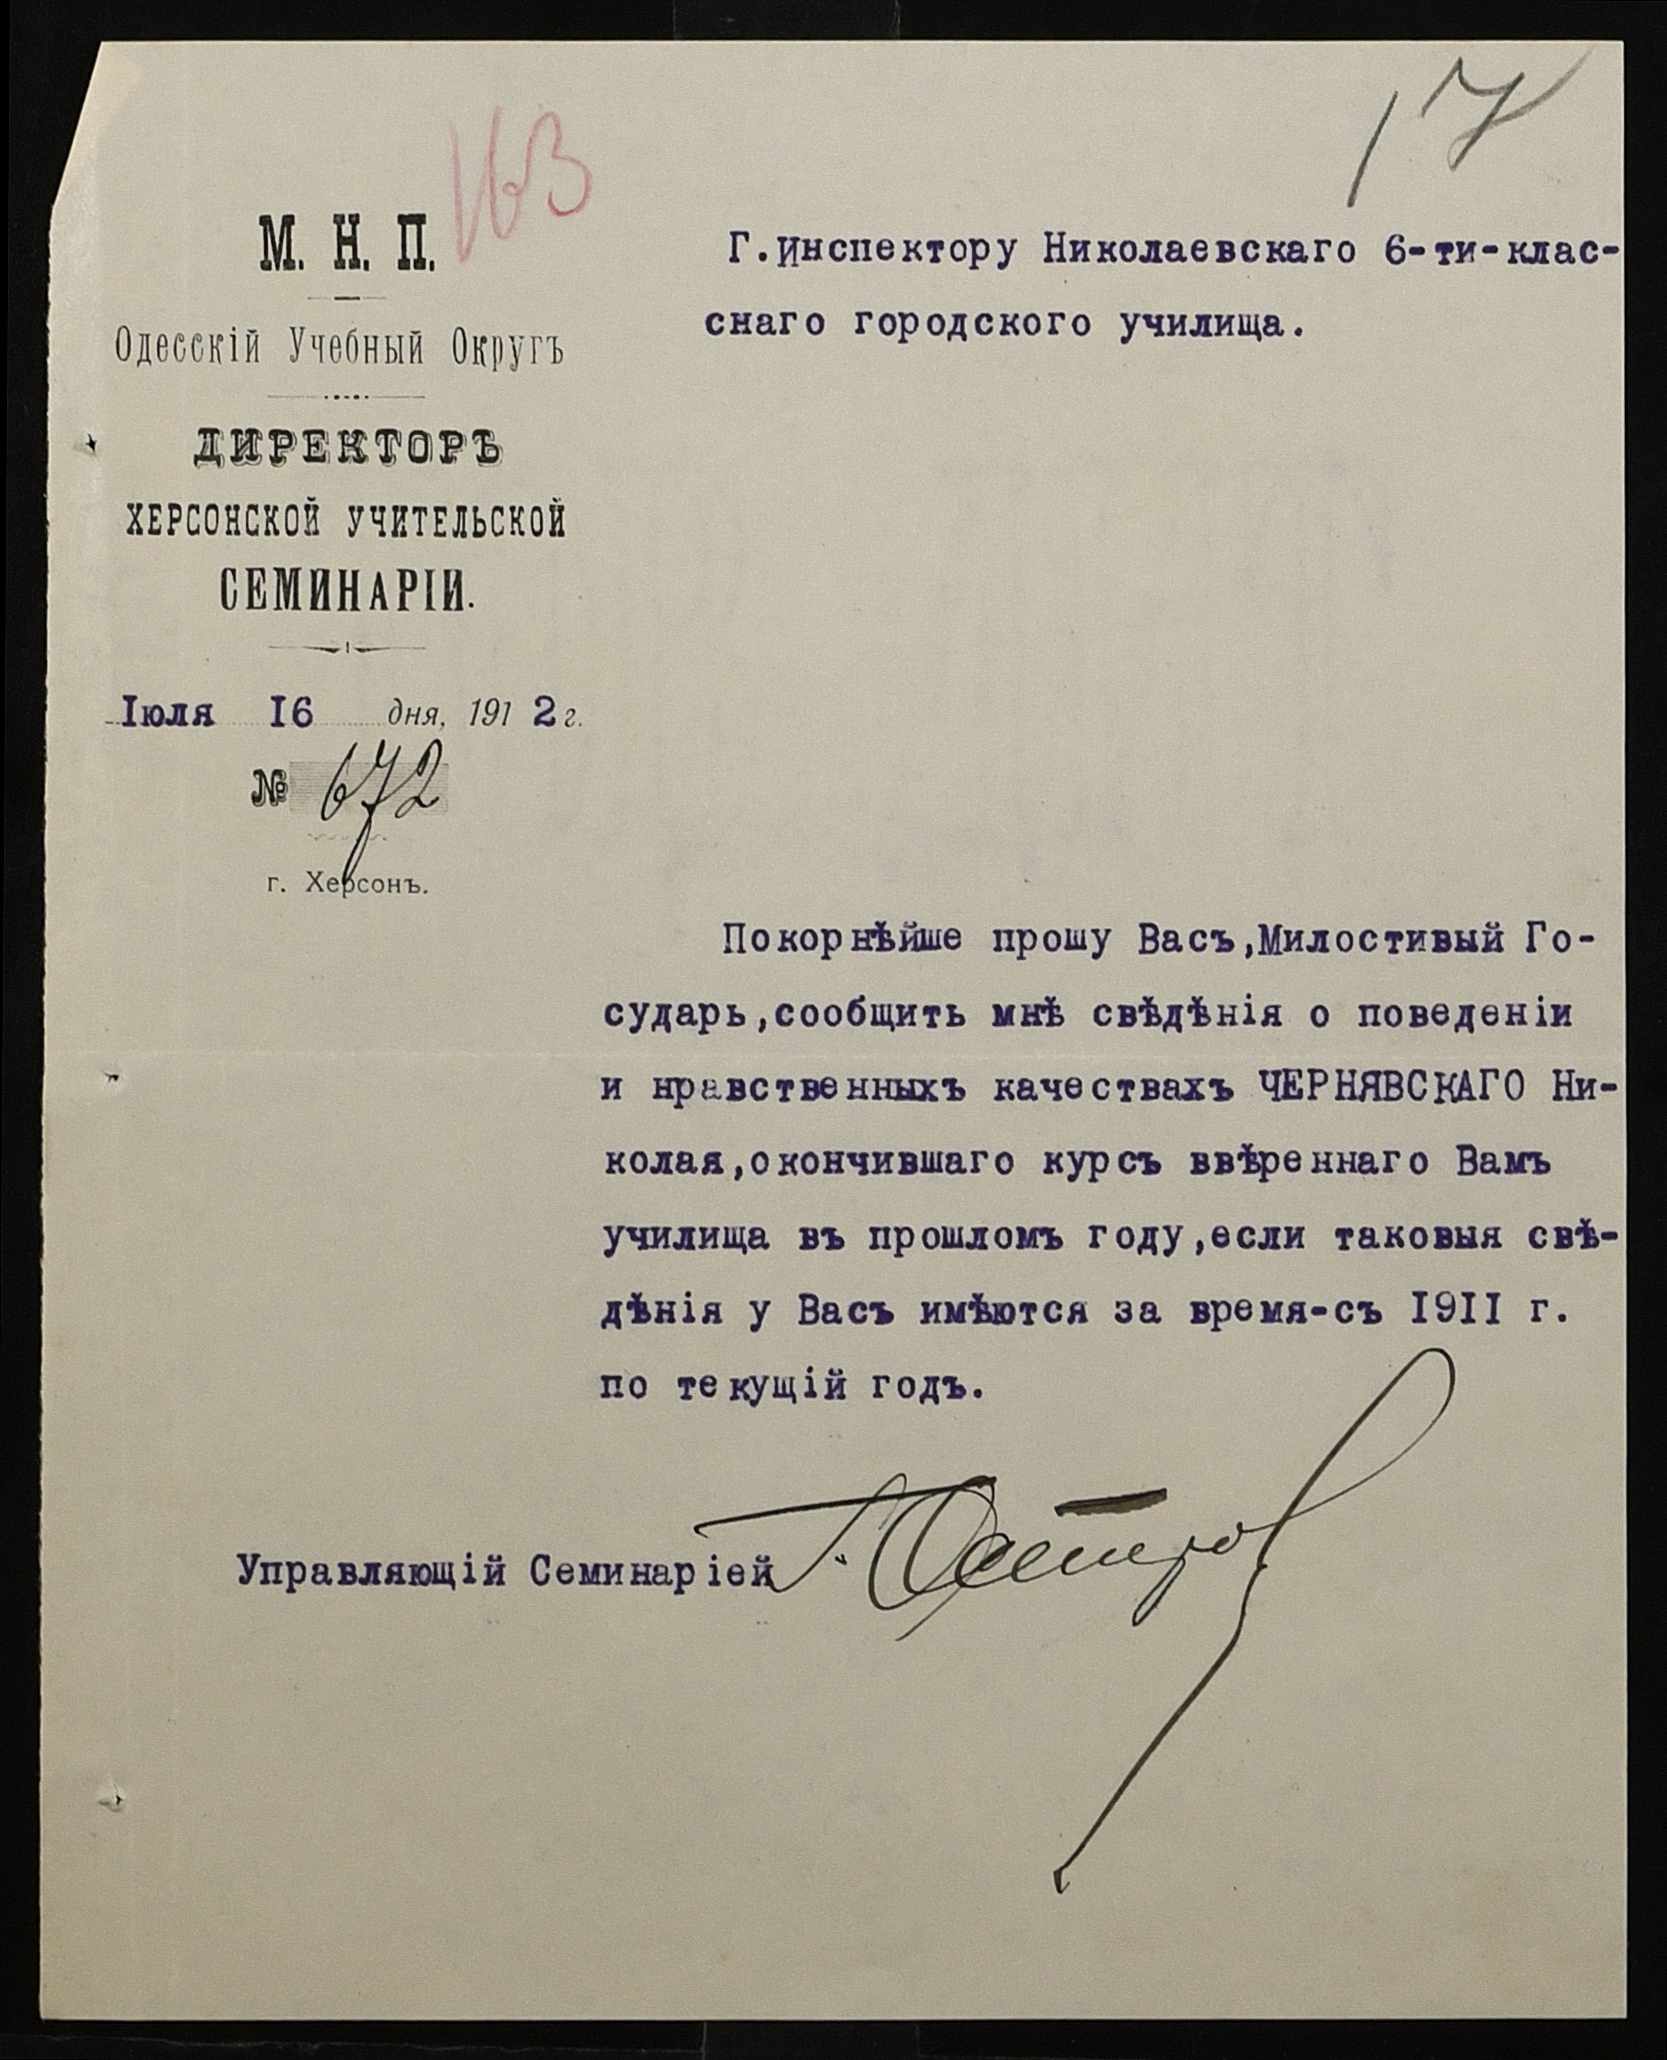 163
17
М. Н. П.
Одесскій Учебный Округъ
ДИРЕКТОРЪ
ХЕРСОНСКОЙ УЧИТЕЛЬСКОЙ
СЕМИНАРІИ.
Іюля I6 дня, 1912 г.
№ 672
г. Херсонъ.
Г.Инспектору Николаевскаго 6-ти-клас-
снаго городского училища.
Покорнѣйше прошу Васъ,Милостивый Го-
сударь,сообщить мнѣ свѣдѣнія о поведеніи
и нравственныхъ качествахъ ЧЕРНЯВСКАГО Ни-
колая,окончившаго курсъ ввѣреннаго Вамъ
училища въ прошломъ году,если таковыя свѣ-
дѣнія у Васъ имѣются за время-съ I9II г.
по текущій годъ.
Управляющій Семинаріей